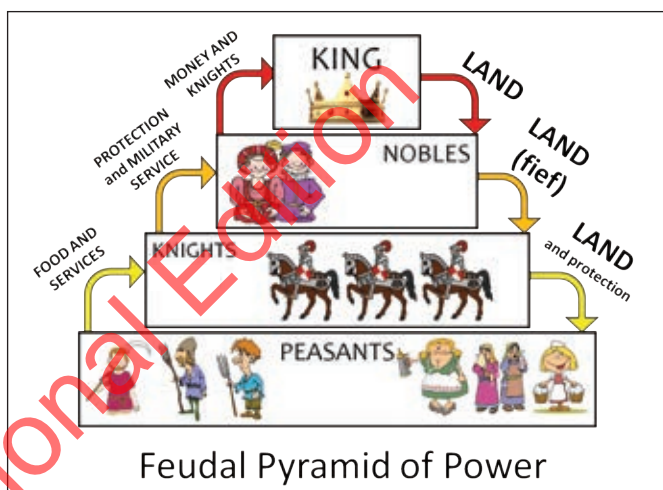 KING
MONEY AND
KNIGHTS
LAND
NOBLES
PROTECTION
and MILITARY
SERVICE
LAND
(fief)
KNIGHTS
FOOD AND
SERVICES
LAND
and protection
PEASANTS
Feudal Pyramid of Power
ional Edition